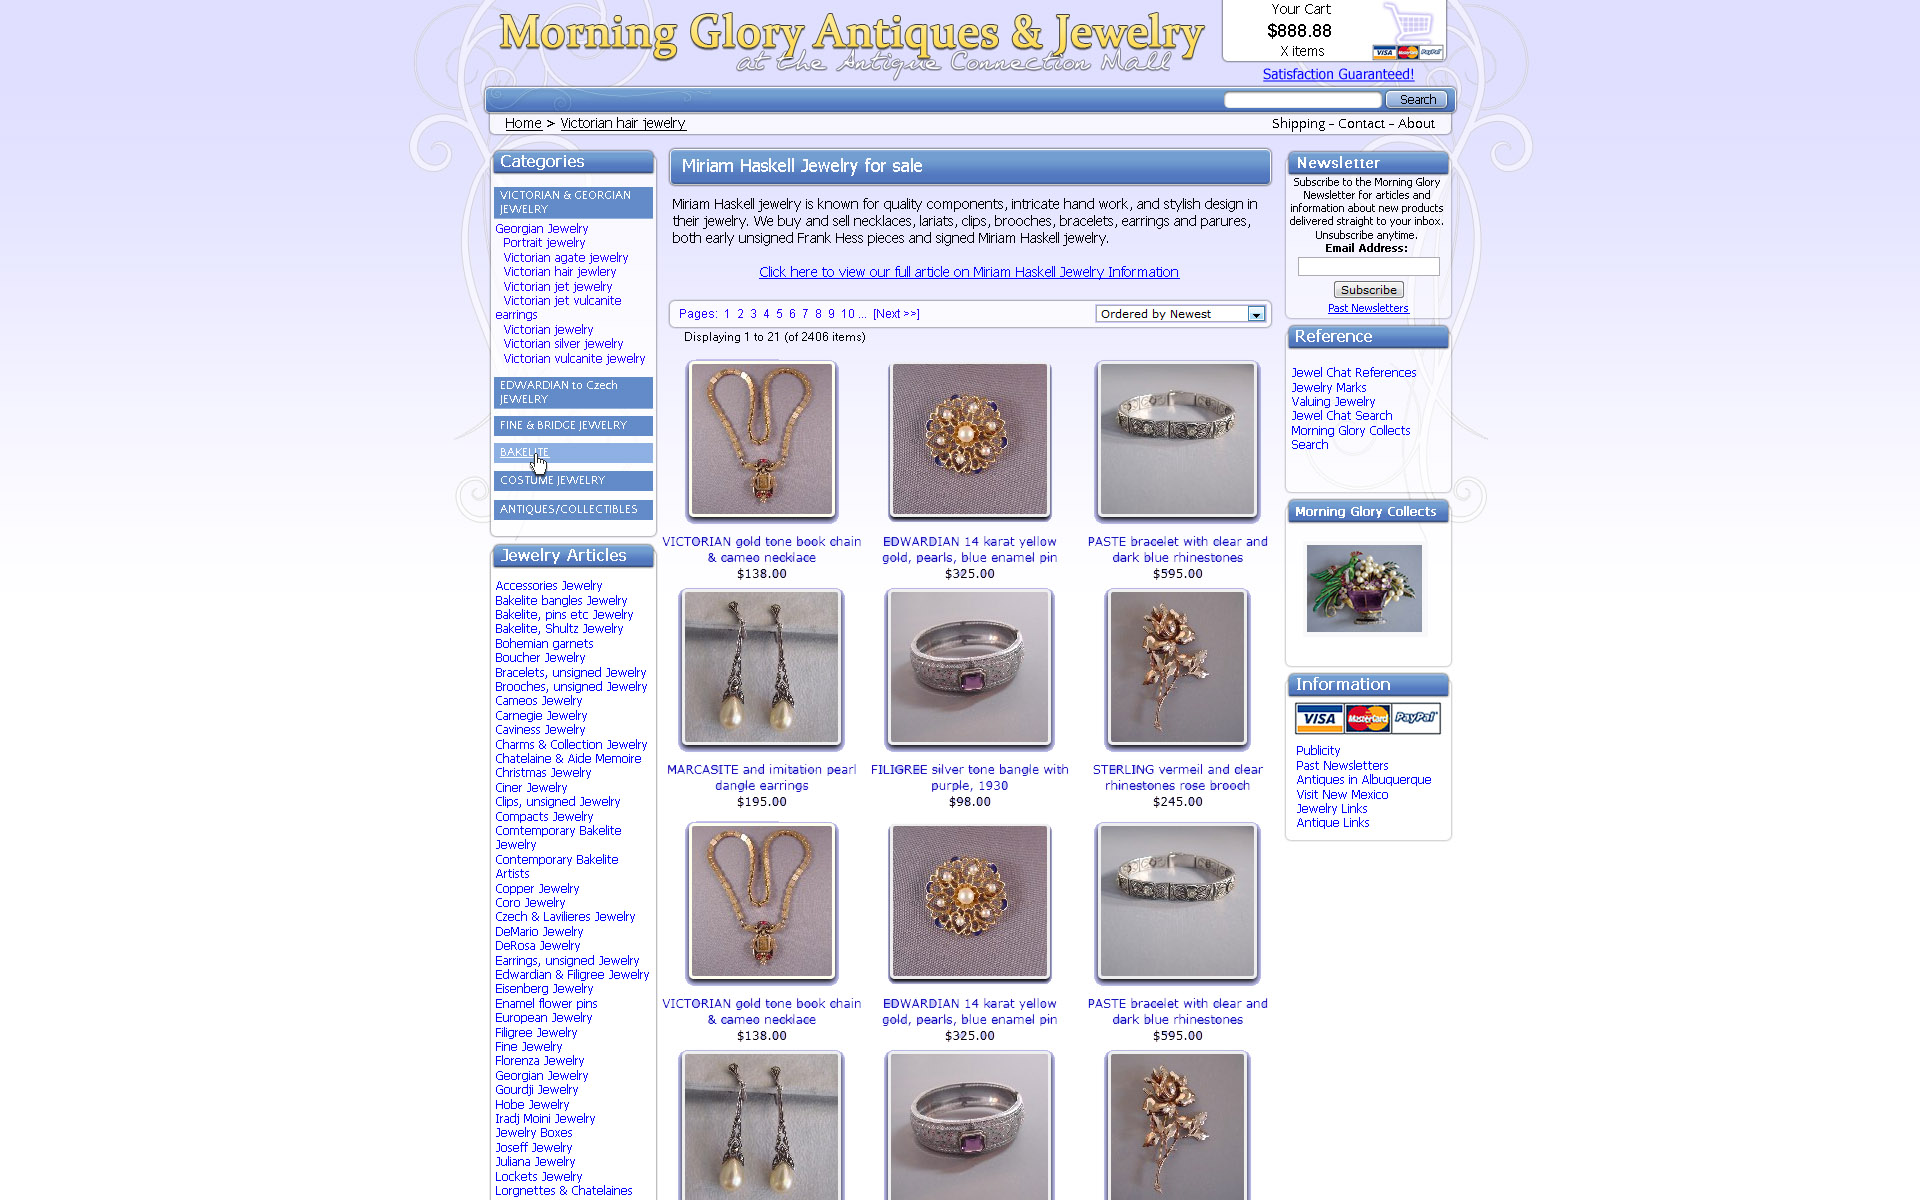 Morning Glory Antiques & Jewelry
at the Antique Connection Mall
Your Cart
$888.88
X items
VISA MasterCard PayPal
Satisfaction Guaranteed!
Search
Home > Victorian hair jewelry
Shipping - Contact - About
Categories
VICTORIAN & GEORGIAN
JEWELRY
Georgian Jewelry
Portrait jewelry
Victorian agate jewelry
Victorian hair jewlery
Victorian jet jewelry
Victorian jet vulcanite
earrings
Victorian jewelry
Victorian silver jewelry
Victorian vulcanite jewelry
EDWARDIAN to Czech
JEWELRY
FINE & BRIDGE JEWELRY
BAKELITE
COSTUME JEWELRY
ANTIQUES/COLLECTIBLES
Jewelry Articles
Accessories Jewelry
Bakelite bangles Jewelry
Bakelite, pins etc Jewelry
Bakelite, Shultz Jewelry
Bohemian garnets
Boucher Jewelry
Bracelets, unsigned Jewelry
Brooches, unsigned Jewelry
Cameos Jewelry
Carnegie Jewelry
Caviness Jewelry
Charms & Collection Jewelry
Chatelaine & Aide Memoire
Christmas Jewelry
Ciner Jewelry
Clips, unsigned Jewelry
Compacts Jewelry
Comtemporary Bakelite
Jewelry
Contemporary Bakelite
Artists
Copper Jewelry
Coro Jewelry
Czech & Lavilieres Jewelry
DeMario Jewelry
DeRosa Jewelry
Earrings, unsigned Jewelry
Edwardian & Filigree Jewelry
Eisenberg Jewelry
Enamel flower pins
European Jewelry
Filigree Jewelry
Fine Jewelry
Florenza Jewelry
Georgian Jewelry
Gourdji Jewelry
Hobe Jewelry
Iradj Moini Jewelry
Jewelry Boxes
Joseff Jewelry
Juliana Jewelry
Lockets Jewelry
Lorgnettes & Chatelaines
Miriam Haskell Jewelry for sale
Miriam Haskell jewelry is known for quality components, intricate hand work, and stylish design in
their jewelry. We buy and sell necklaces, lariats, clips, brooches, bracelets, earrings and parures,
both early unsigned Frank Hess pieces and signed Miriam Haskell jewelry.
Click here to view our full article on Miriam Haskell Jewelry Information
Pages: 1 2 3 4 5 6 7 8 9 10 ... [Next >>]
Ordered by Newest
Displaying 1 to 21 (of 2406 items)
VICTORIAN gold tone book chain
& cameo necklace
$138.00
EDWARDIAN 14 karat yellow
gold, pearls, blue enamel pin
$325.00
PASTE bracelet with clear and
dark blue rhinestones
$595.00
MARCASITE and imitation pearl
dangle earrings
$195.00
FILIGREE silver tone bangle with
purple, 1930
$98.00
STERLING vermeil and clear
rhinestones rose brooch
$245.00
VICTORIAN gold tone book chain
& cameo necklace
$138.00
EDWARDIAN 14 karat yellow
gold, pearls, blue enamel pin
$325.00
PASTE bracelet with clear and
dark blue rhinestones
$595.00
Newsletter
Subscribe to the Morning Glory
Newsletter for articles and
information about new products
delivered straight to your inbox.
Unsubscribe anytime.
Email Address:
Subscribe
Past Newsletters
Reference
Jewel Chat References
Jewelry Marks
Valuing Jewelry
Jewel Chat Search
Morning Glory Collects
Search
Morning Glory Collects
Information
VISA MasterCard PayPal
Publicity
Past Newsletters
Antiques in Albuquerque
Visit New Mexico
Jewelry Links
Antique Links